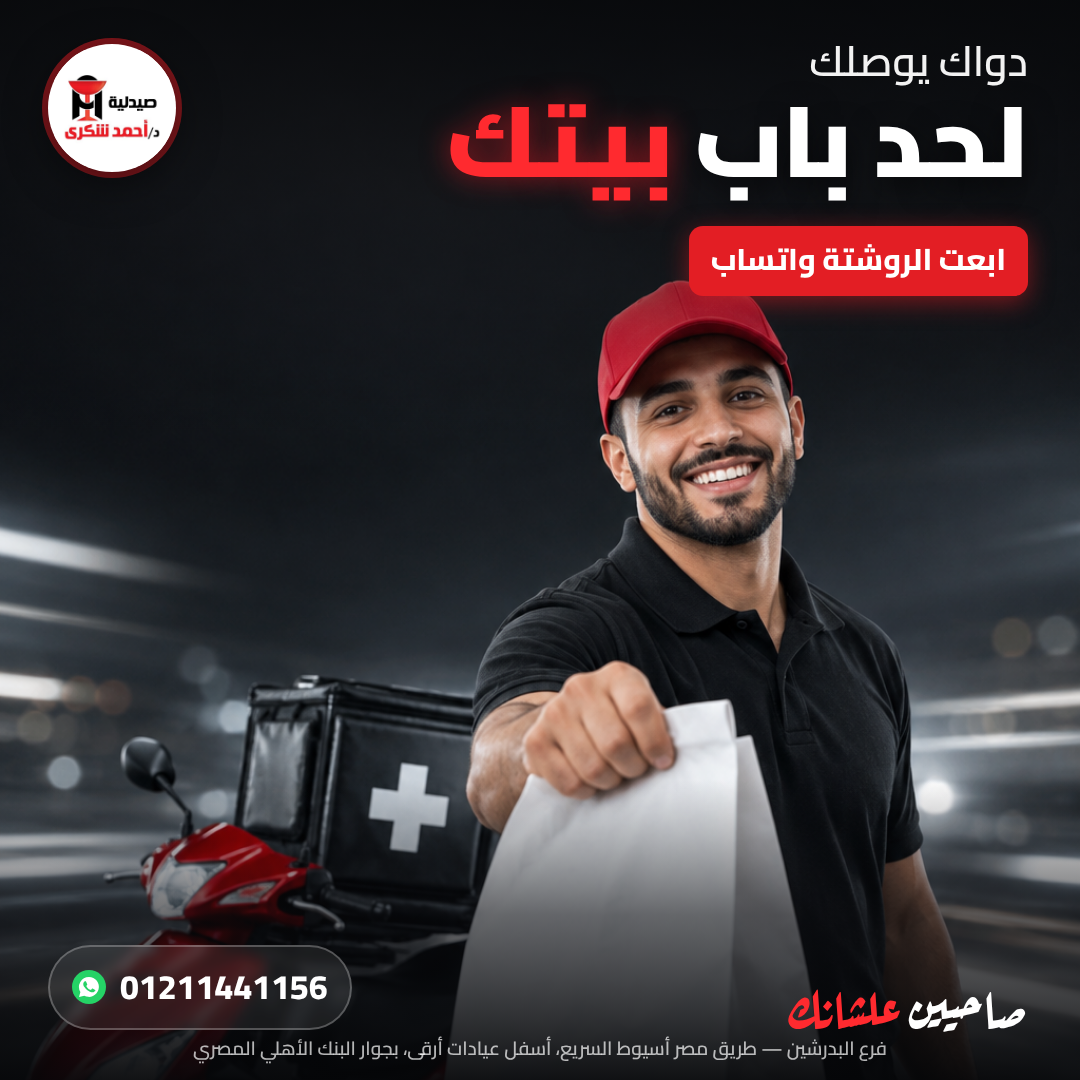 صيدلية
د/أحمد شكرى
دواك يوصلك
لحد باب بيتك
ابعت الروشتة واتساب
01211441156
صاحيين علشانك
فرع البدرشين — طريق مصر أسيوط السريع، أسفل عيادات أرقى، بجوار البنك الأهلي المصري